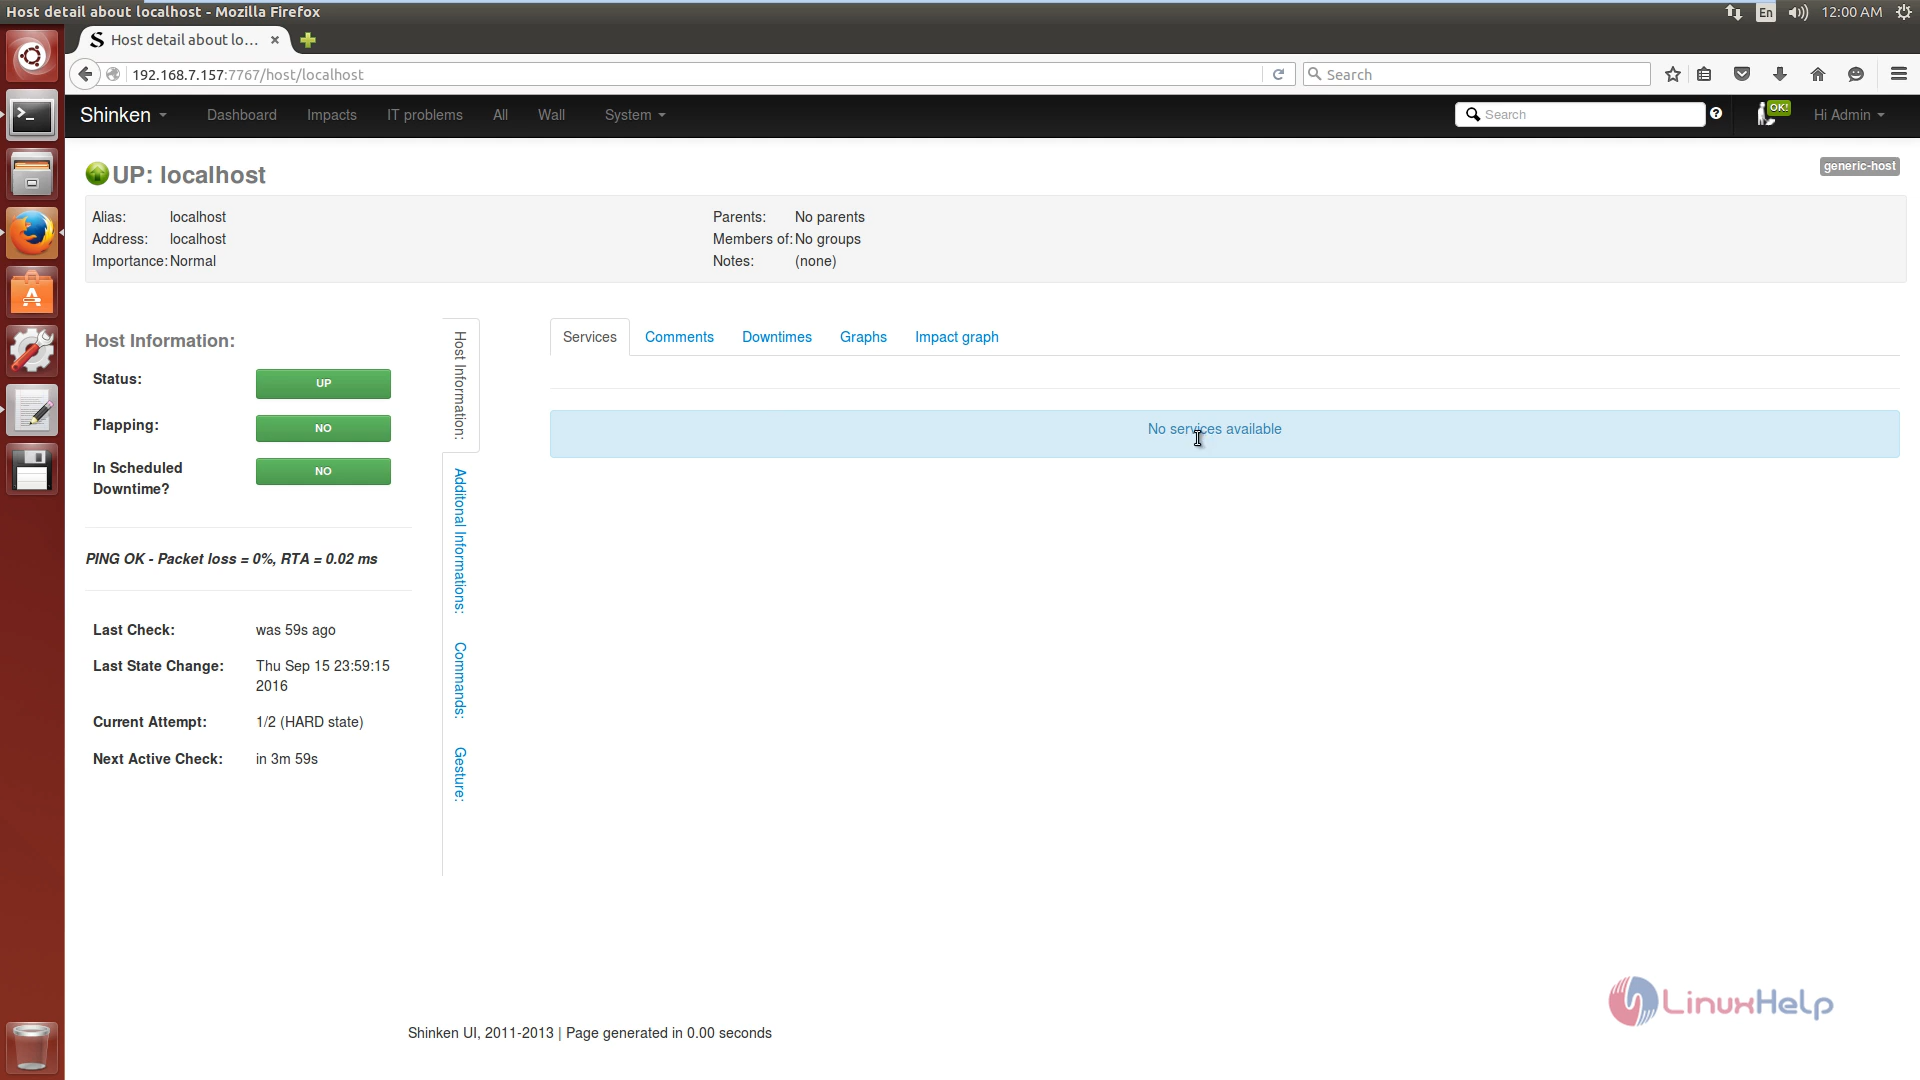 Host detail about localhost - Mozilla Firefox
En 12:00 AM
Host detail about lo... ×
192.168.7.157:7767/host/localhost
Search
Shinken Dashboard Impacts IT problems All Wall System
Search
OK!
Hi Admin
UP: localhost
generic-host
Alias: localhost
Address: localhost
Importance: Normal
Parents: No parents
Members of: No groups
Notes: (none)
Host Information:
Status: UP
Flapping: NO
In Scheduled
Downtime? NO
PING OK - Packet loss = 0%, RTA = 0.02 ms
Last Check: was 59s ago
Last State Change: Thu Sep 15 23:59:15
2016
Current Attempt: 1/2 (HARD state)
Next Active Check: in 3m 59s
Host Information:
Additonal Informations:
Commands:
Gesture:
Services Comments Downtimes Graphs Impact graph
No services available
LinuxHelp
Shinken UI, 2011-2013 | Page generated in 0.00 seconds